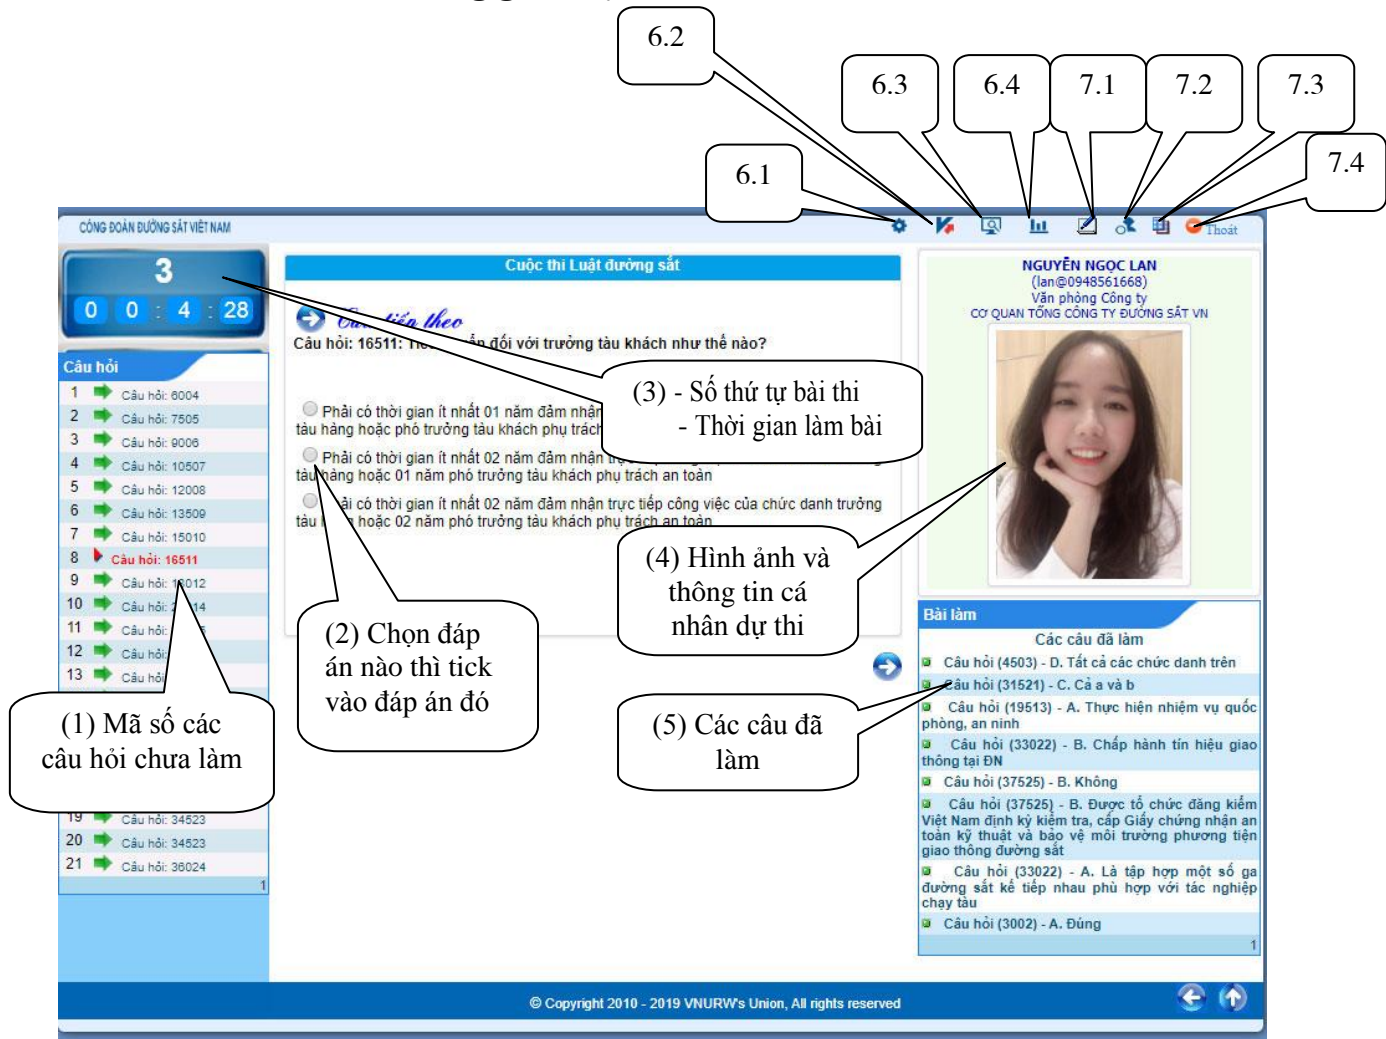 6.2
6.3
6.4
7.1
7.2
7.3
7.4
6.1
CÔNG ĐOÀN ĐƯỜNG SẮT VIỆT NAM
Thoát
3
0 0 : 4 : 28
Câu hỏi
1 Câu hỏi: 6004
2 Câu hỏi: 7505
3 Câu hỏi: 9006
4 Câu hỏi: 10507
5 Câu hỏi: 12008
6 Câu hỏi: 13509
7 Câu hỏi: 15010
8 Câu hỏi: 16511
9 Câu hỏi: 18012
10 Câu hỏi:
11 Câu hỏi:
12 Câu hỏi:
13 Câu hỏi
19 Câu hỏi: 34523
20 Câu hỏi: 34523
21 Câu hỏi: 36024
1
(1) Mã số các
câu hỏi chưa làm
Cuộc thi Luật đường sắt
Câu tiếp theo
Câu hỏi: 16511: đối với trưởng tàu khách như thế nào?
Phải có thời gian ít nhất 01 năm đảm nhận
tàu hàng hoặc phó trưởng tàu khách phụ trách
Phải có thời gian ít nhất 02 năm đảm nhận
tàu hàng hoặc 01 năm phó trưởng tàu khách phụ trách an toàn
Phải có thời gian ít nhất 02 năm đảm nhận trực tiếp công việc của chức danh trưởng
tàu hàng hoặc 02 năm phó trưởng tàu khách phụ trách an toàn
(3) - Số thứ tự bài thi
- Thời gian làm bài
(2) Chọn đáp
án nào thì tick
vào đáp án đó
(4) Hình ảnh và
thông tin cá
nhân dự thi
(5) Các câu đã
làm
NGUYỄN NGỌC LAN
(lan@0948561668)
Văn phòng Công ty
CƠ QUAN TỔNG CÔNG TY ĐƯỜNG SẮT VN
Bài làm
Các câu đã làm
Câu hỏi (4503) - D. Tất cả các chức danh trên
Câu hỏi (31521) - C. Cả a và b
Câu hỏi (19513) - A. Thực hiện nhiệm vụ quốc
phòng, an ninh
Câu hỏi (33022) - B. Chấp hành tín hiệu giao
thông tại ĐN
Câu hỏi (37525) - B. Không
Câu hỏi (37525) - B. Được tổ chức đăng kiểm
Việt Nam định kỳ kiểm tra, cấp Giấy chứng nhận an
toàn kỹ thuật và bảo vệ môi trường phương tiện
giao thông đường sắt
Câu hỏi (33022) - A. Là tập hợp một số ga
đường sắt kế tiếp nhau phù hợp với tác nghiệp
chạy tàu
Câu hỏi (3002) - A. Đúng
1
© Copyright 2010 - 2019 VNURW's Union, All rights reserved